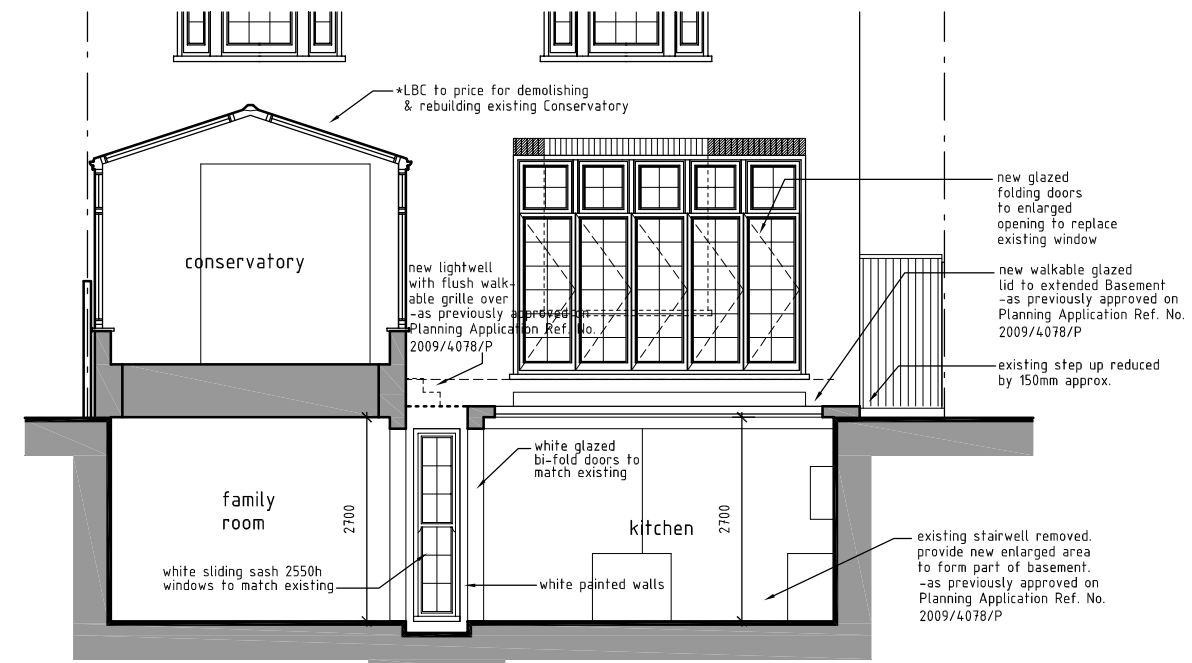 *LBC to price for demolishing
& rebuilding existing Conservatory
new glazed
folding doors
to enlarged
opening to replace
existing window
conservatory
new lightwell
with flush walk-
able grille over
-as previously approved on
Planning Application Ref. No.
2009/4078/P
new walkable glazed
lid to extended Basement
-as previously approved on
Planning Application Ref. No.
2009/4078/P
existing step up reduced
by 150mm approx.
white glazed
bi-fold doors to
match existing
family
room
2700
kitchen
2700
existing stairwell removed.
provide new enlarged area
to form part of basement.
-as previously approved on
Planning Application Ref. No.
2009/4078/P
white sliding sash 2550h
windows to match existing
white painted walls